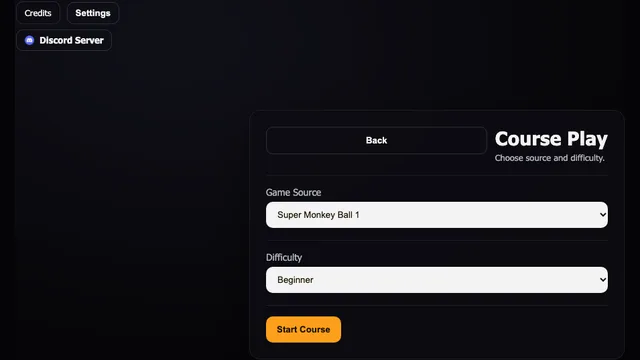 Credits
Settings
Discord Server
Back
Course Play
Choose source and difficulty.
Game Source
Super Monkey Ball 1
Difficulty
Beginner
Start Course